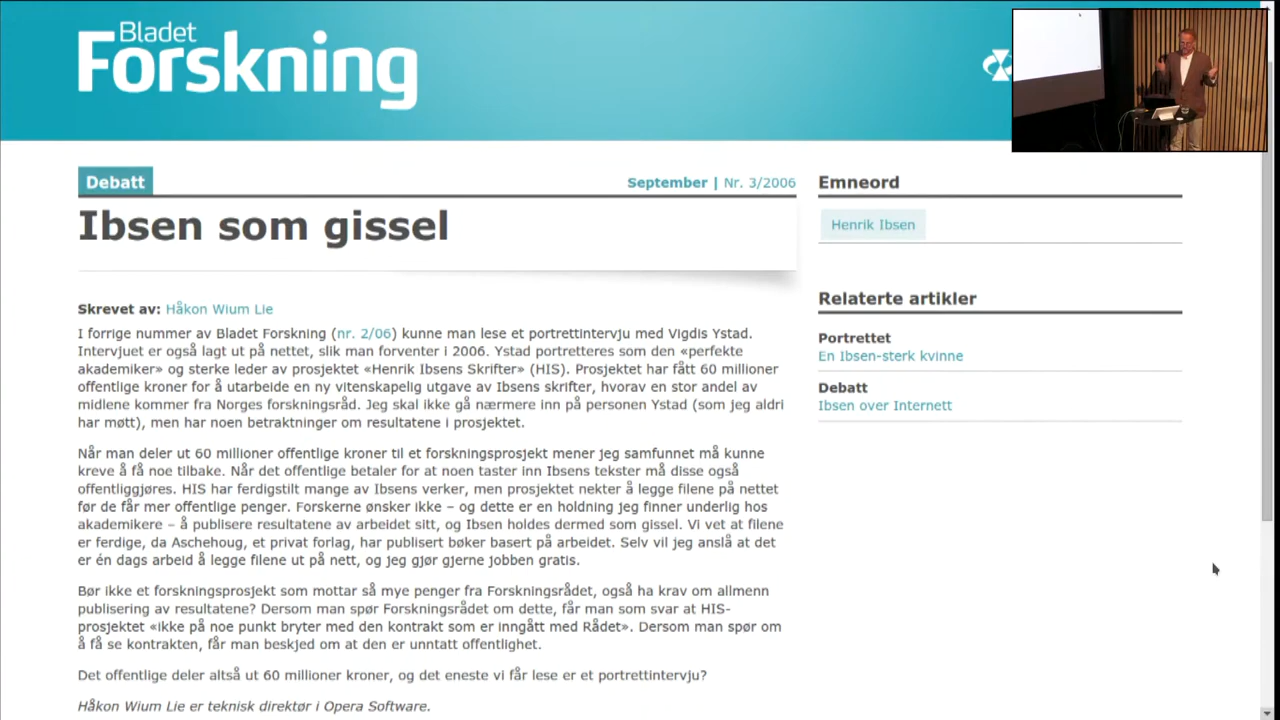 Bladet
Forskning
Debatt
September | Nr. 3/2006
Ibsen som gissel
Skrevet av: Håkon Wium Lie
I forrige nummer av Bladet Forskning (nr. 2/06) kunne man lese et portrettintervju med Vigdis Ystad.
Intervjuet er også lagt ut på nettet, slik man forventer i 2006. Ystad portretteres som den «perfekte
akademiker» og sterke leder av prosjektet «Henrik Ibsens Skrifter» (HIS). Prosjektet har fått 60 millioner
offentlige kroner for å utarbeide en ny vitenskapelig utgave av Ibsens skrifter, hvorav en stor andel av
midlene kommer fra Norges forskningsråd. Jeg skal ikke gå nærmere inn på personen Ystad (som jeg aldri
har møtt), men har noen betraktninger om resultatene i prosjektet.
Når man deler ut 60 millioner offentlige kroner til et forskningsprosjekt mener jeg samfunnet må kunne
kreve å få noe tilbake. Når det offentlige betaler for at noen taster inn Ibsens tekster må disse også
offentliggjøres. HIS har ferdigstilt mange av Ibsens verker, men prosjektet nekter å legge filene på nettet
før de får mer offentlige penger. Forskerne ønsker ikke – og dette er en holdning jeg finner underlig hos
akademikere – å publisere resultatene av arbeidet sitt, og Ibsen holdes dermed som gissel. Vi vet at filene
er ferdige, da Aschehoug, et privat forlag, har publisert bøker basert på arbeidet. Selv vil jeg anslå at det
er én dags arbeid å legge filene ut på nett, og jeg gjør gjerne jobben gratis.
Bør ikke et forskningsprosjekt som mottar så mye penger fra Forskningsrådet, også ha krav om allmenn
publisering av resultatene? Dersom man spør Forskningsrådet om dette, får man som svar at HIS-
prosjektet «ikke på noe punkt bryter med den kontrakt som er inngått med Rådet». Dersom man spør om
å få se kontrakten, får man beskjed om at den er unntatt offentlighet.
Det offentlige deler altså ut 60 millioner kroner, og det eneste vi får lese er et portrettintervju?
Håkon Wium Lie er teknisk direktør i Opera Software.
Emneord
Henrik Ibsen
Relaterte artikler
Portrettet
En Ibsen-sterk kvinne
Debatt
Ibsen over Internett